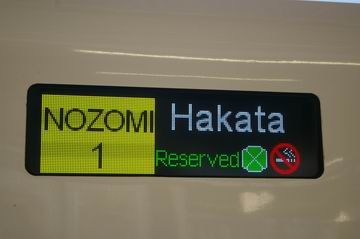 NOZOMI
1
Hakata
Reserved